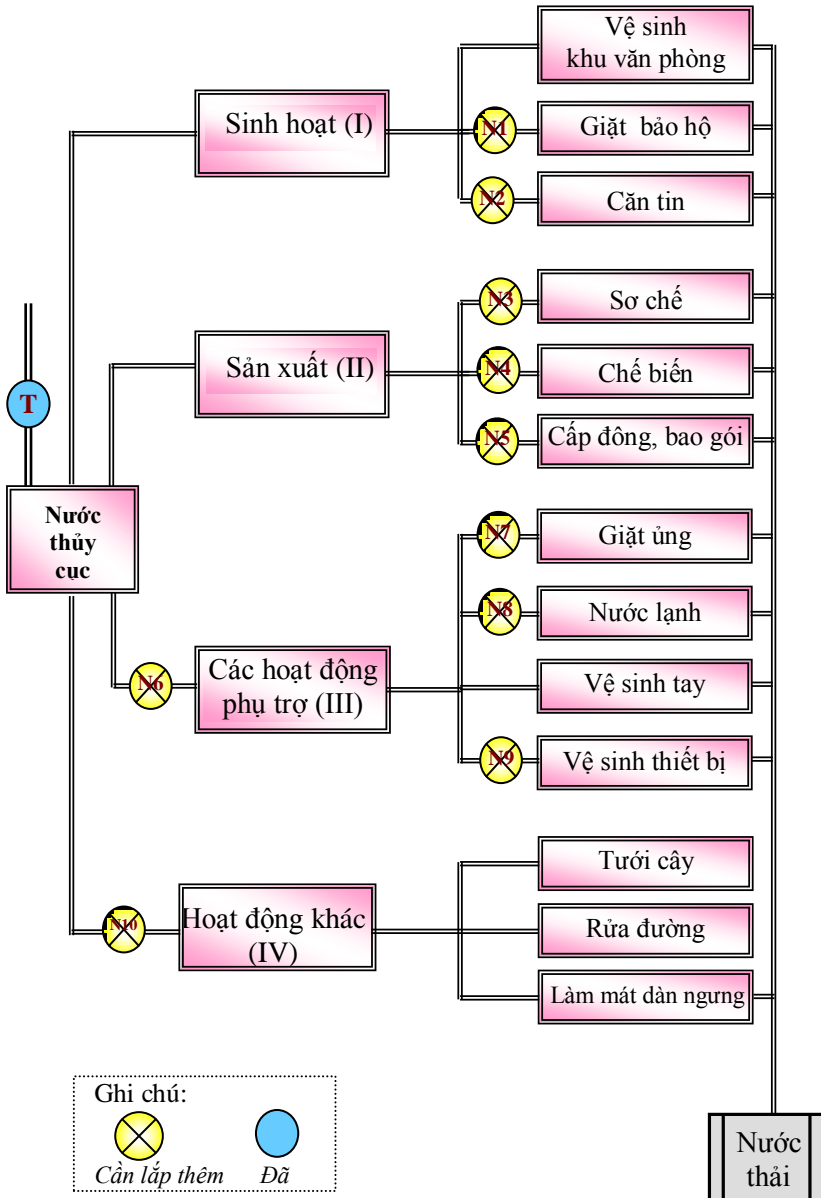 Vệ sinh
khu văn phòng
Sinh hoạt (I)
N1
Giặt bảo hộ
N2
Căn tin
N3
Sơ chế
Sản xuất (II)
N4
Chế biến
T
N5
Cấp đông, bao gói
Nước
thủy
cục
N7
Giặt ủng
N8
Nước lạnh
N6
Các hoạt động
phụ trợ (III)
Vệ sinh tay
N9
Vệ sinh thiết bị
Tưới cây
N10
Hoạt động khác
(IV)
Rửa đường
Làm mát dàn ngưng
Ghi chú:
Cần lắp thêm
Đã
Nước
thải